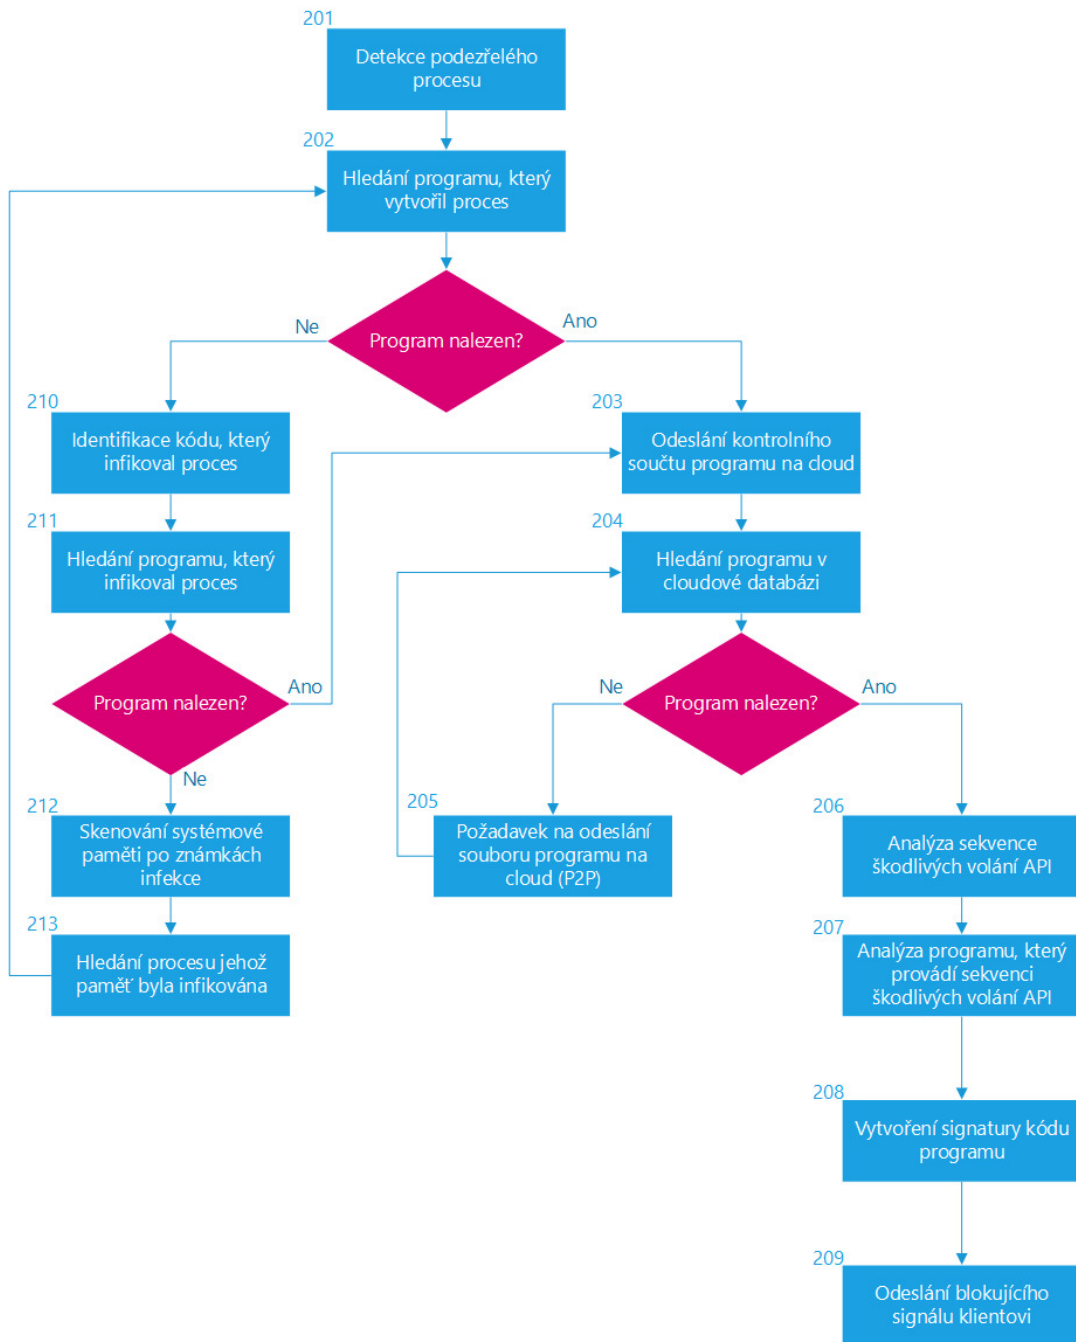 201
Detekce podezřelého
procesu
202
Hledání programu, který
vytvořil proces
Program nalezen?
Ne
Ano
210
Identifikace kódu, který
infikoval proces
203
Odeslání kontrolního
součtu programu na cloud
211
Hledání programu, který
infikoval proces
204
Hledání programu v
cloudové databázi
Program nalezen?
Ano
Ne
Program nalezen?
Ne
Ano
212
Skenování systémové
paměti po známkách
infekce
205
Požadavek na odeslání
souboru programu na
cloud (P2P)
206
Analýza sekvence
škodlivých volání API
213
Hledání procesu jehož
paměť byla infikována
207
Analýza programu, který
provádí sekvenci
škodlivých volání API
208
Vytvoření signatury kódu
programu
209
Odeslání blokujícího
signálu klientovi